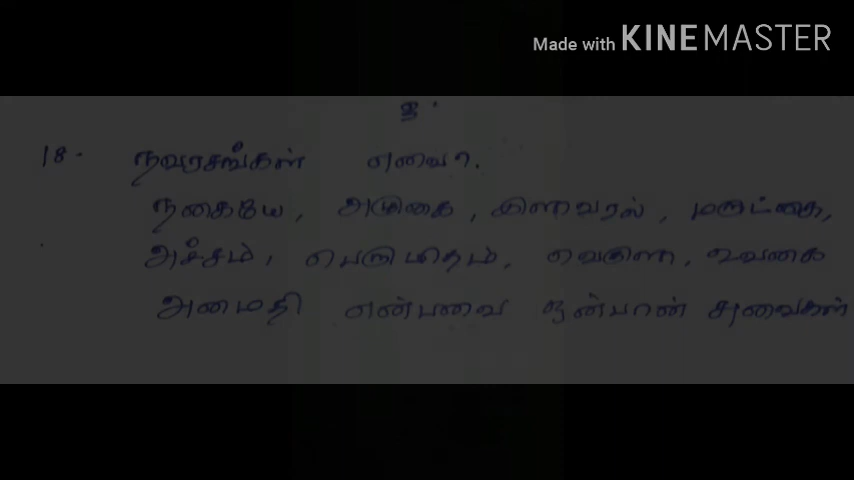 Made with KINEMASTER
ஐ.
18. நவரசங்கள் எவை?
நகையே, அழுகை, இளிவரல், மருட்கை,
அச்சம், பெருமிதம், வெகுளி, உவகை
அமைதி என்பவை ஒன்பான் சுவைகள்